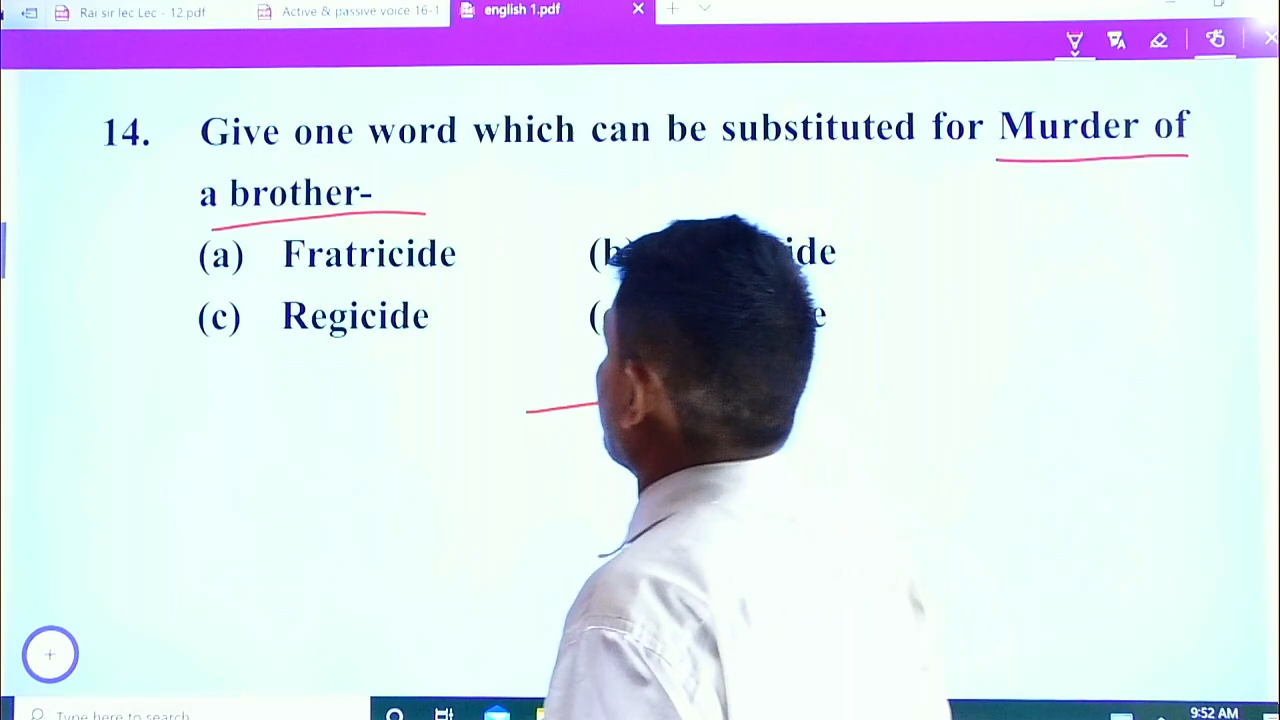 Rai sir lec Lec - 12.pdf Active & passive voice 16-1 english 1.pdf
14. Give one word which can be substituted for Murder of
a brother-
(a) Fratricide
(c) Regicide
Type here to search 9:52 AM